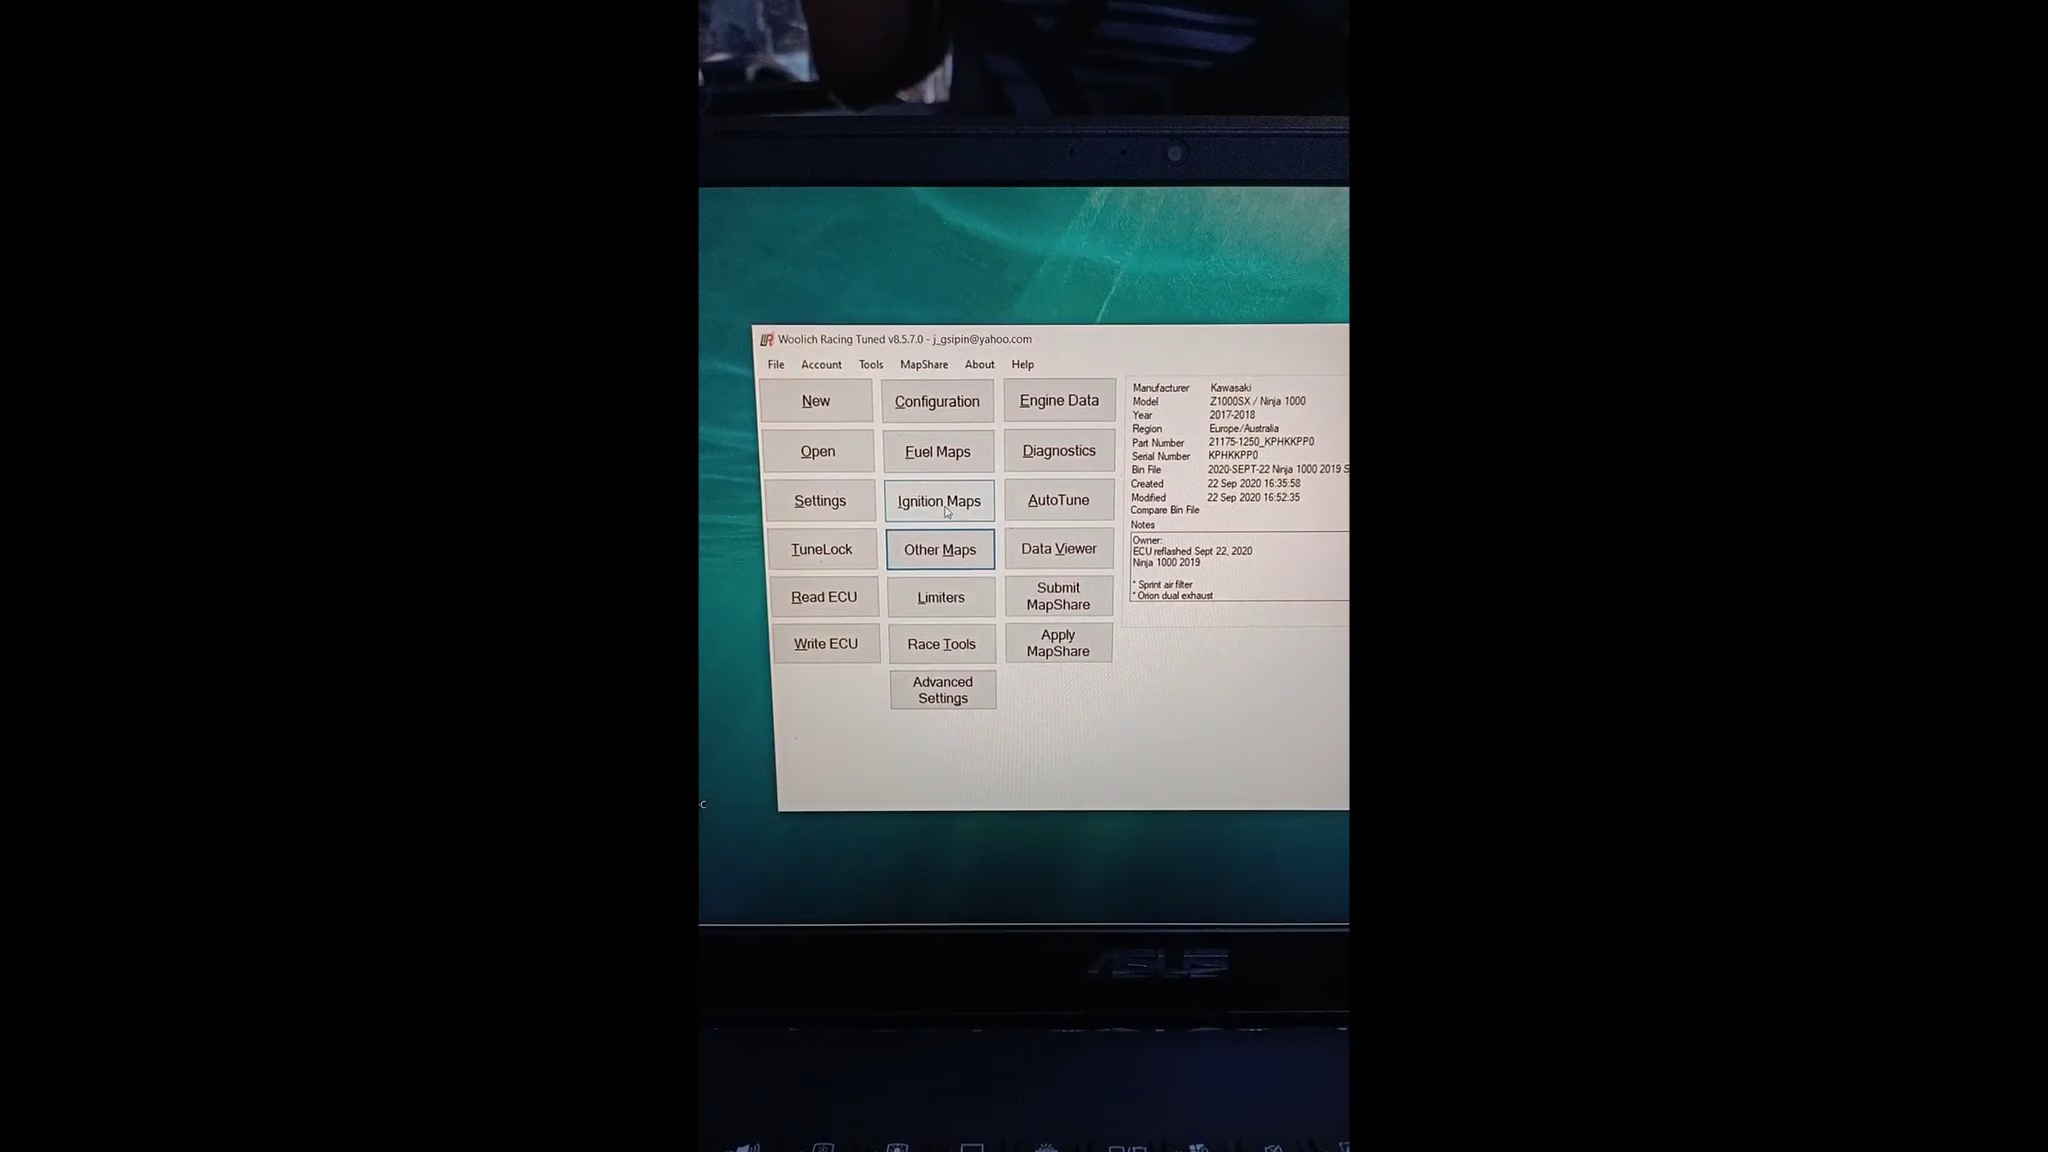 Woolich Racing Tuned v8.5.7.0 - j_gsipin@yahoo.com
File Account Tools MapShare About Help
New
Configuration
Engine Data
Open
Fuel Maps
Diagnostics
Settings
Ignition Maps
AutoTune
TuneLock
Other Maps
Data Viewer
Read ECU
Limiters
Submit
MapShare
Write ECU
Race Tools
Apply
MapShare
Advanced
Settings
Manufacturer Kawasaki
Model Z1000SX / Ninja 1000
Year 2017-2018
Region Europe/Australia
Part Number 21175-1250_KPHKKPP0
Serial Number KPHKKPP0
Bin File 2020-SEPT-22 Ninja 1000 2019 S
Created 22 Sep 2020 16:35:58
Modified 22 Sep 2020 16:52:35
Compare Bin File
Notes
Owner:
ECU reflashed Sept 22, 2020
Ninja 1000 2019
* Sprint air filter
* Orion dual exhaust
ASUS